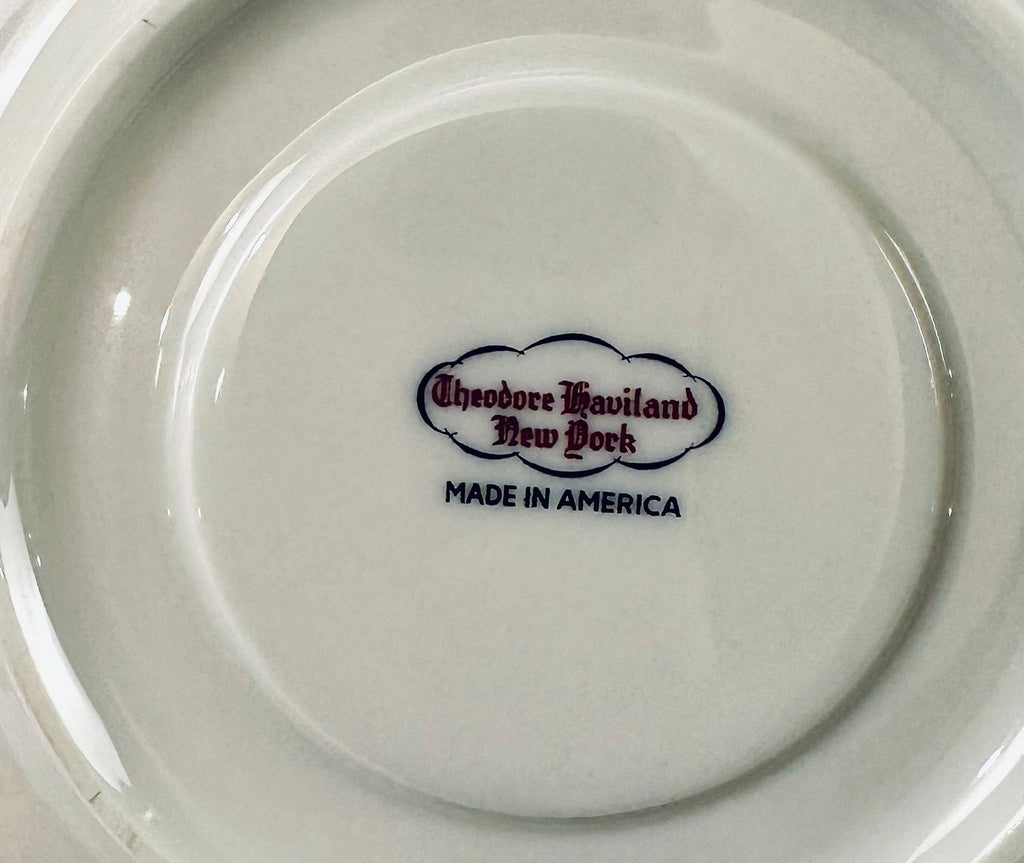 Theodore Haviland
New York
MADE IN AMERICA